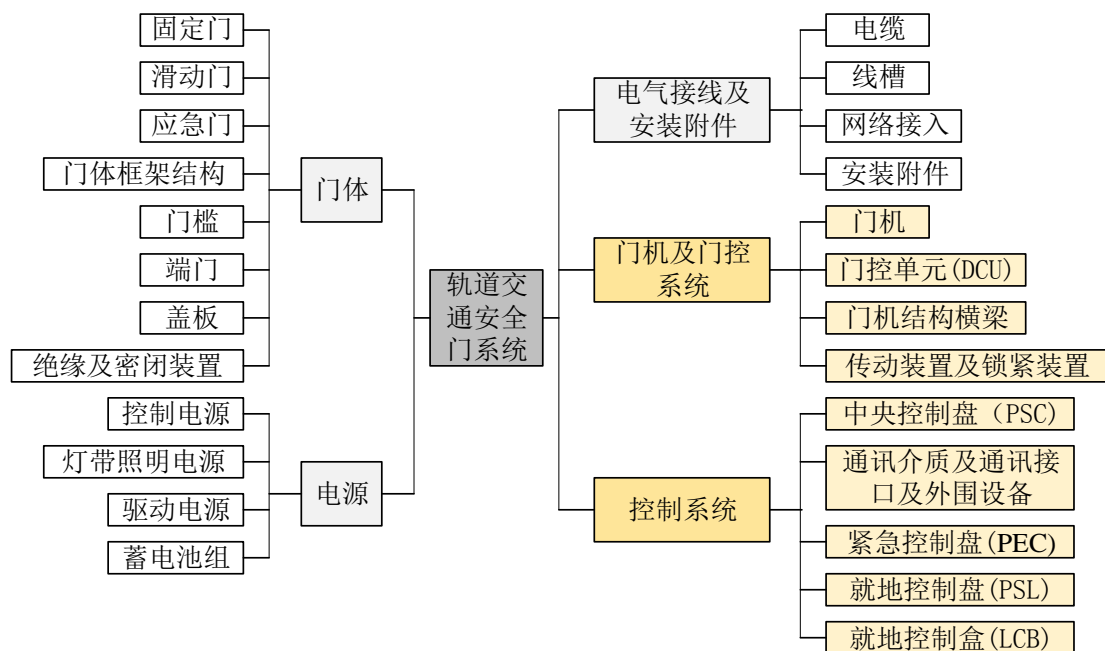 固定门
滑动门
应急门
门体框架结构
门槛
端门
盖板
绝缘及密闭装置
控制电源
灯带照明电源
驱动电源
蓄电池组
门体
电源
轨道交
通安全
门系统
电气接线及
安装附件
门机及门控
系统
控制系统
电缆
线槽
网络接入
安装附件
门机
门控单元(DCU)
门机结构横梁
传动装置及锁紧装置
中央控制盘（PSC)
通讯介质及通讯接
口及外围设备
紧急控制盘(PEC)
就地控制盘(PSL)
就地控制盒(LCB)